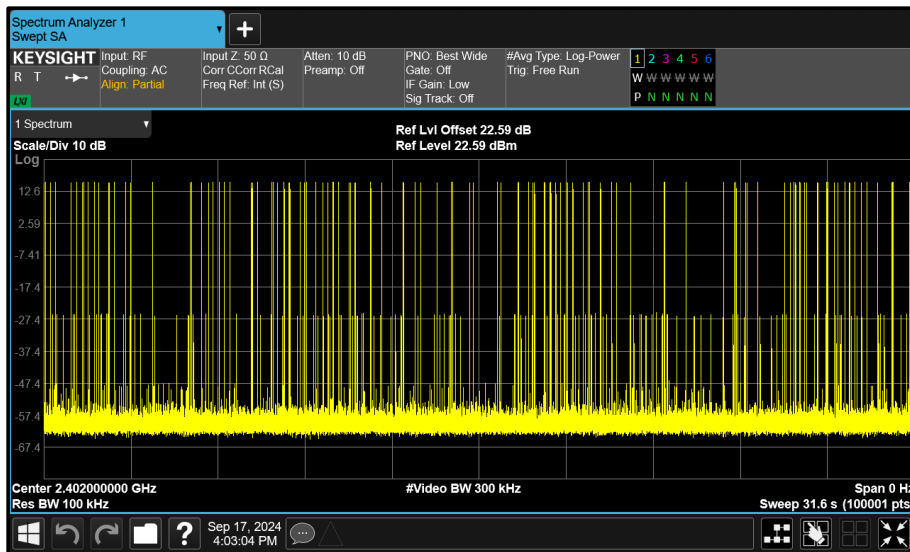 Spectrum Analyzer 1
Swept SA
KEYSIGHT
R T
LXI
Input: RF
Coupling: AC
Align: Partial
Input Z: 50 Ω
Corr CCorr RCal
Freq Ref: Int (S)
Atten: 10 dB
Preamp: Off
PNO: Best Wide
Gate: Off
IF Gain: Low
Sig Track: Off
#Avg Type: Log-Power
Trig: Free Run
1 2 3 4 5 6
W W W W W W
P N N N N N
1 Spectrum
Scale/Div 10 dB
Ref Lvl Offset 22.59 dB
Ref Level 22.59 dBm
Log
12.6
2.59
-7.41
-17.4
-27.4
-37.4
-47.4
-57.4
-67.4
Center 2.402000000 GHz
Res BW 100 kHz
#Video BW 300 kHz
Span 0 Hz
Sweep 31.6 s (100001 pts
?
Sep 17, 2024
4:03:04 PM